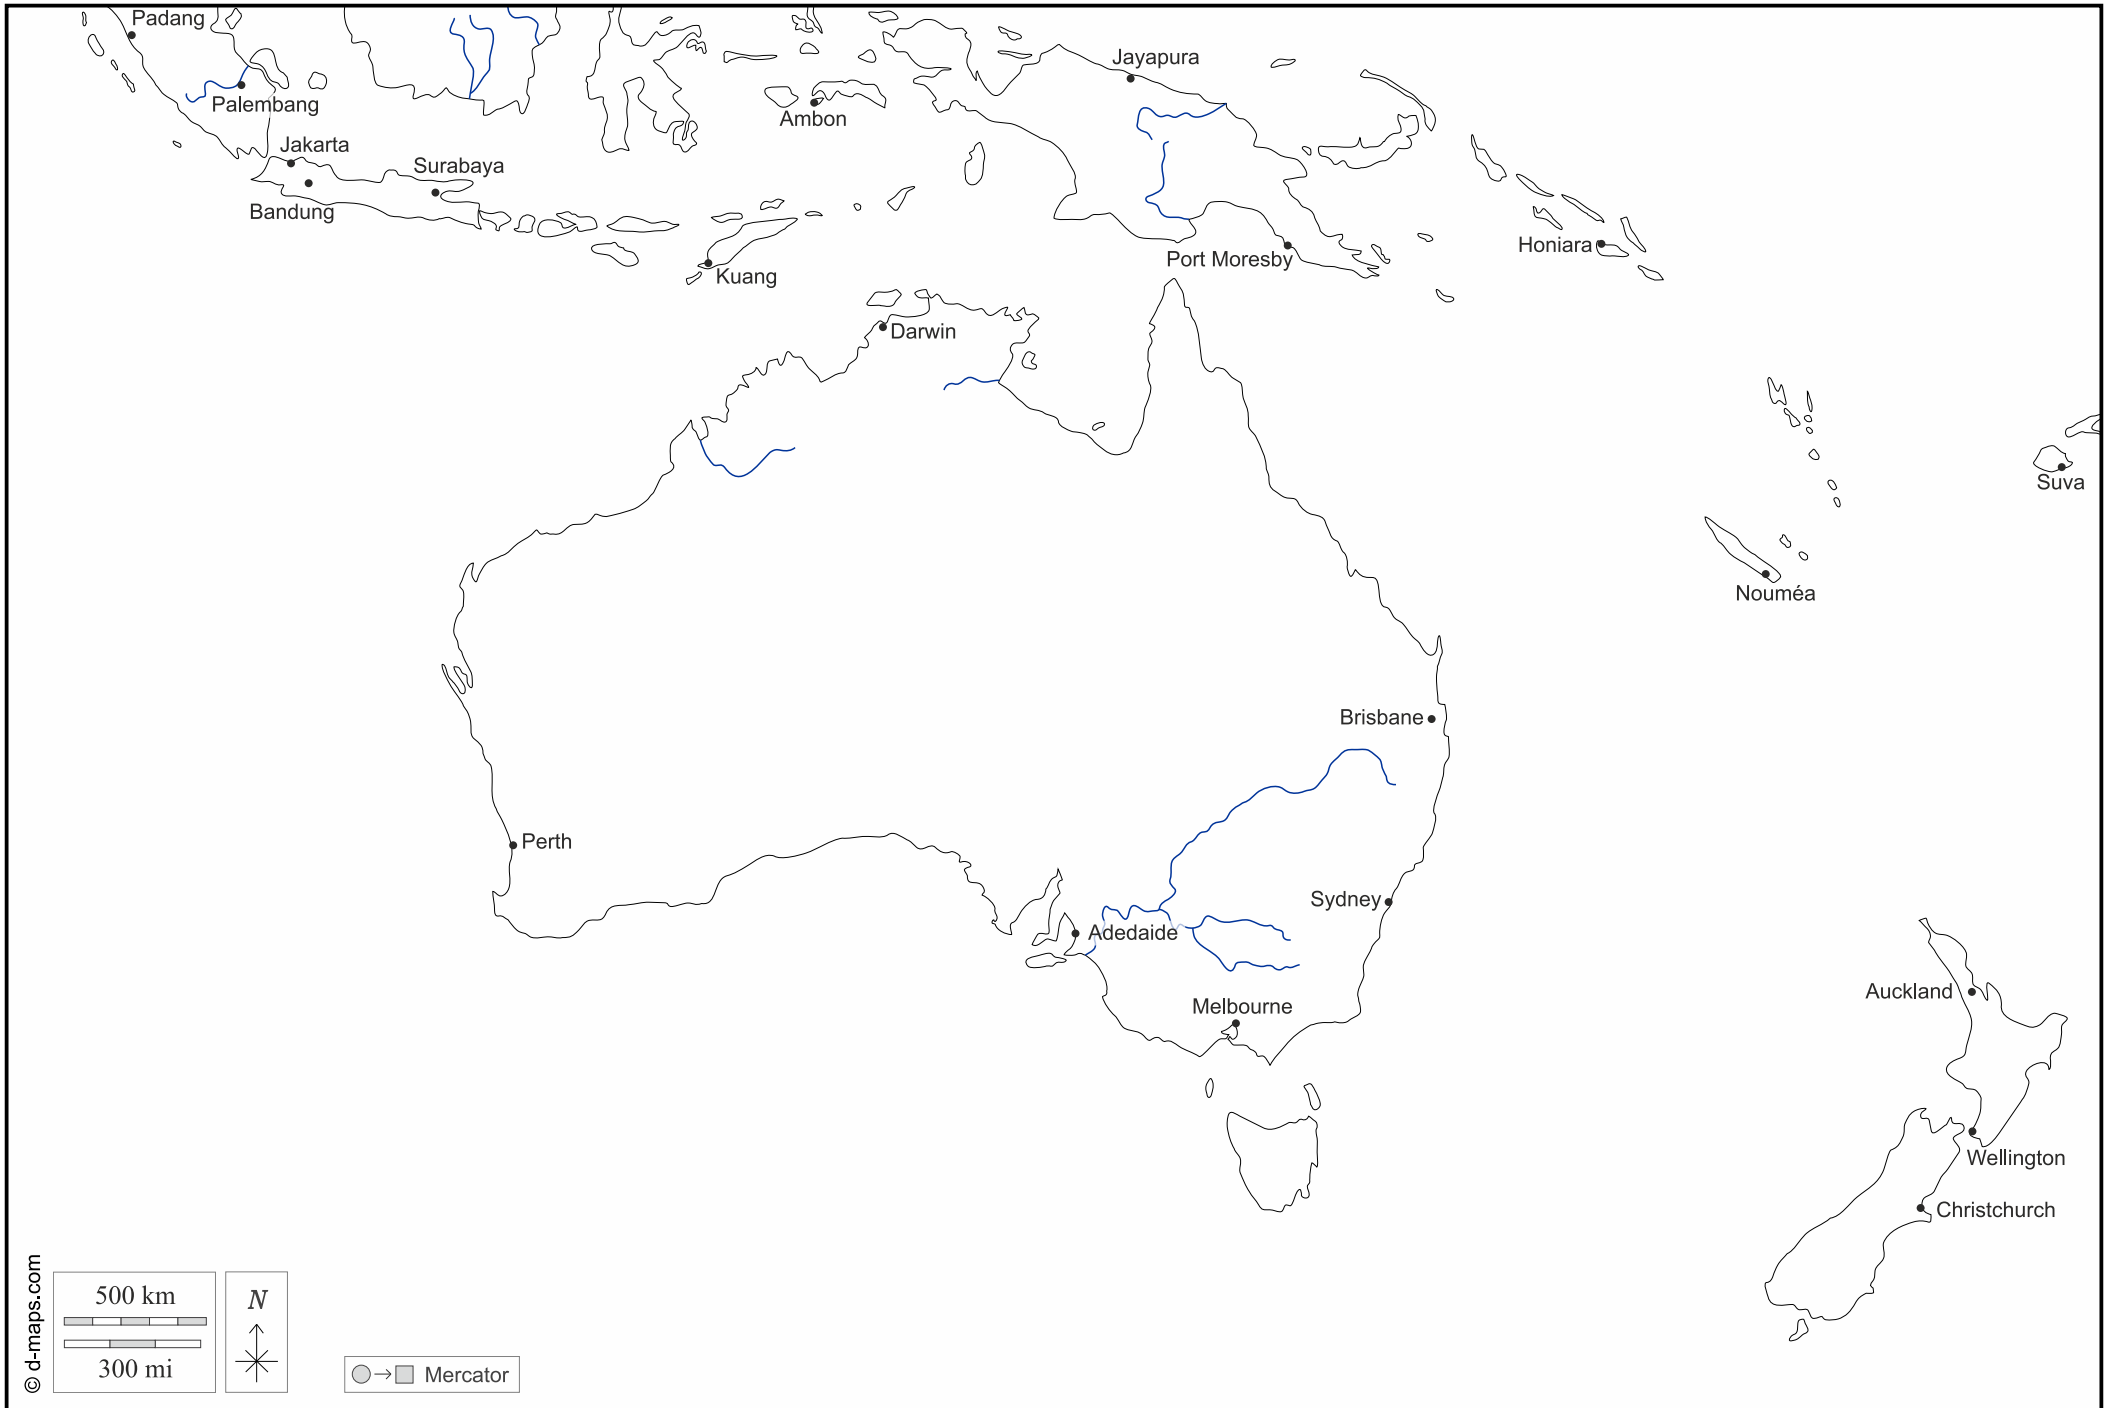 Padang
Jayapura
Palembang
Ambon
Jakarta
Surabaya
Bandung
Honiara
Port Moresby
Kuang
Darwin
Suva
Nouméa
Brisbane
Perth
Sydney
Adedaide
Auckland
Melbourne
Wellington
Christchurch
© d-maps.com
500 km
300 mi
N
Mercator